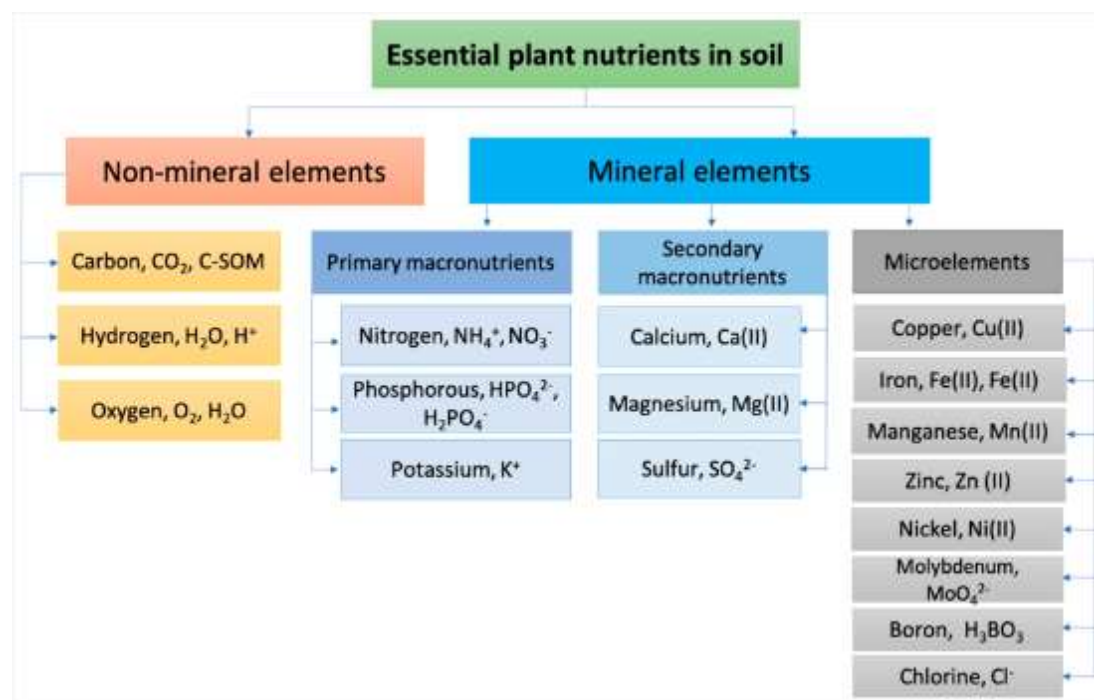 Essential plant nutrients in soil
Non-mineral elements
Mineral elements
Carbon, CO₂, C-SOM
Hydrogen, H₂O, H⁺
Oxygen, O₂, H₂O
Primary macronutrients
Nitrogen, NH₄⁺, NO₃⁻
Phosphorous, HPO₄²⁻,
H₂PO₄⁻
Potassium, K⁺
Secondary
macronutrients
Calcium, Ca(II)
Magnesium, Mg(II)
Sulfur, SO₄²⁻
Microelements
Copper, Cu(II)
Iron, Fe(II), Fe(II)
Manganese, Mn(II)
Zinc, Zn (II)
Nickel, Ni(II)
Molybdenum,
MoO₄²⁻
Boron, H₃BO₃
Chlorine, Cl⁻